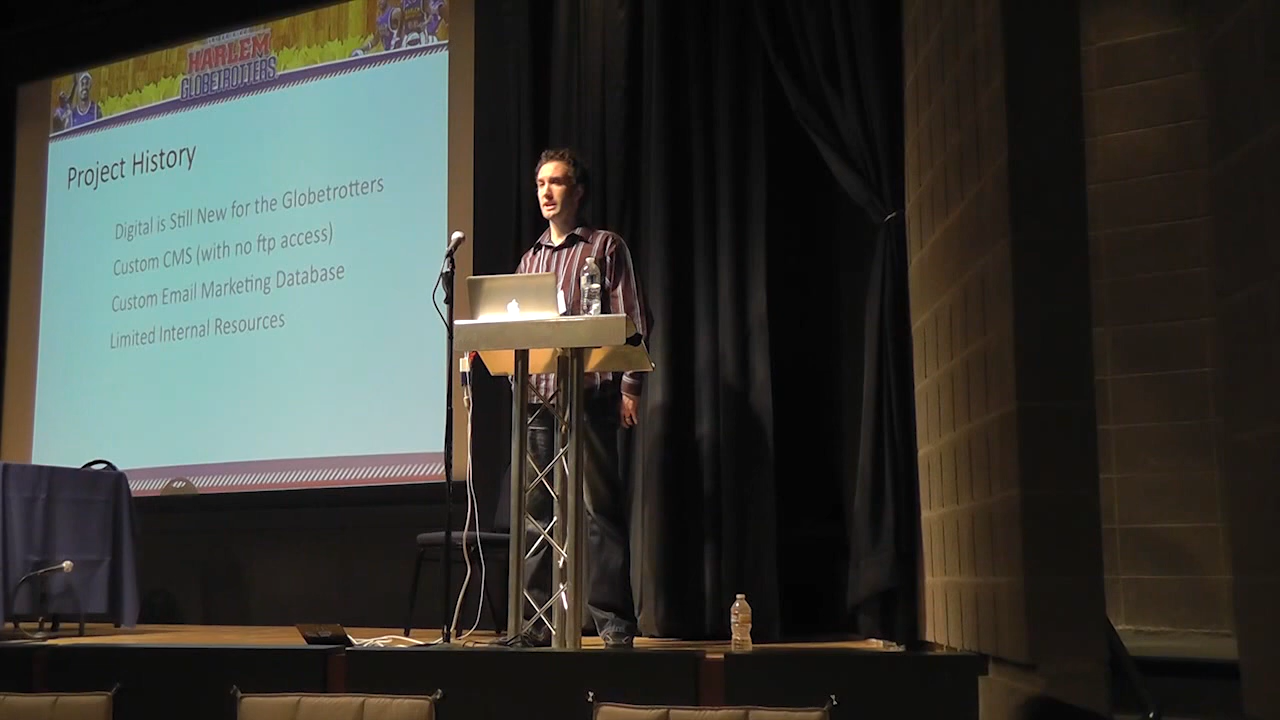 HARLEM
GLOBETROTTERS
Project History
Digital is Still New for the Globetrotters
Custom CMS (with no ftp access)
Custom Email Marketing Database
Limited Internal Resources